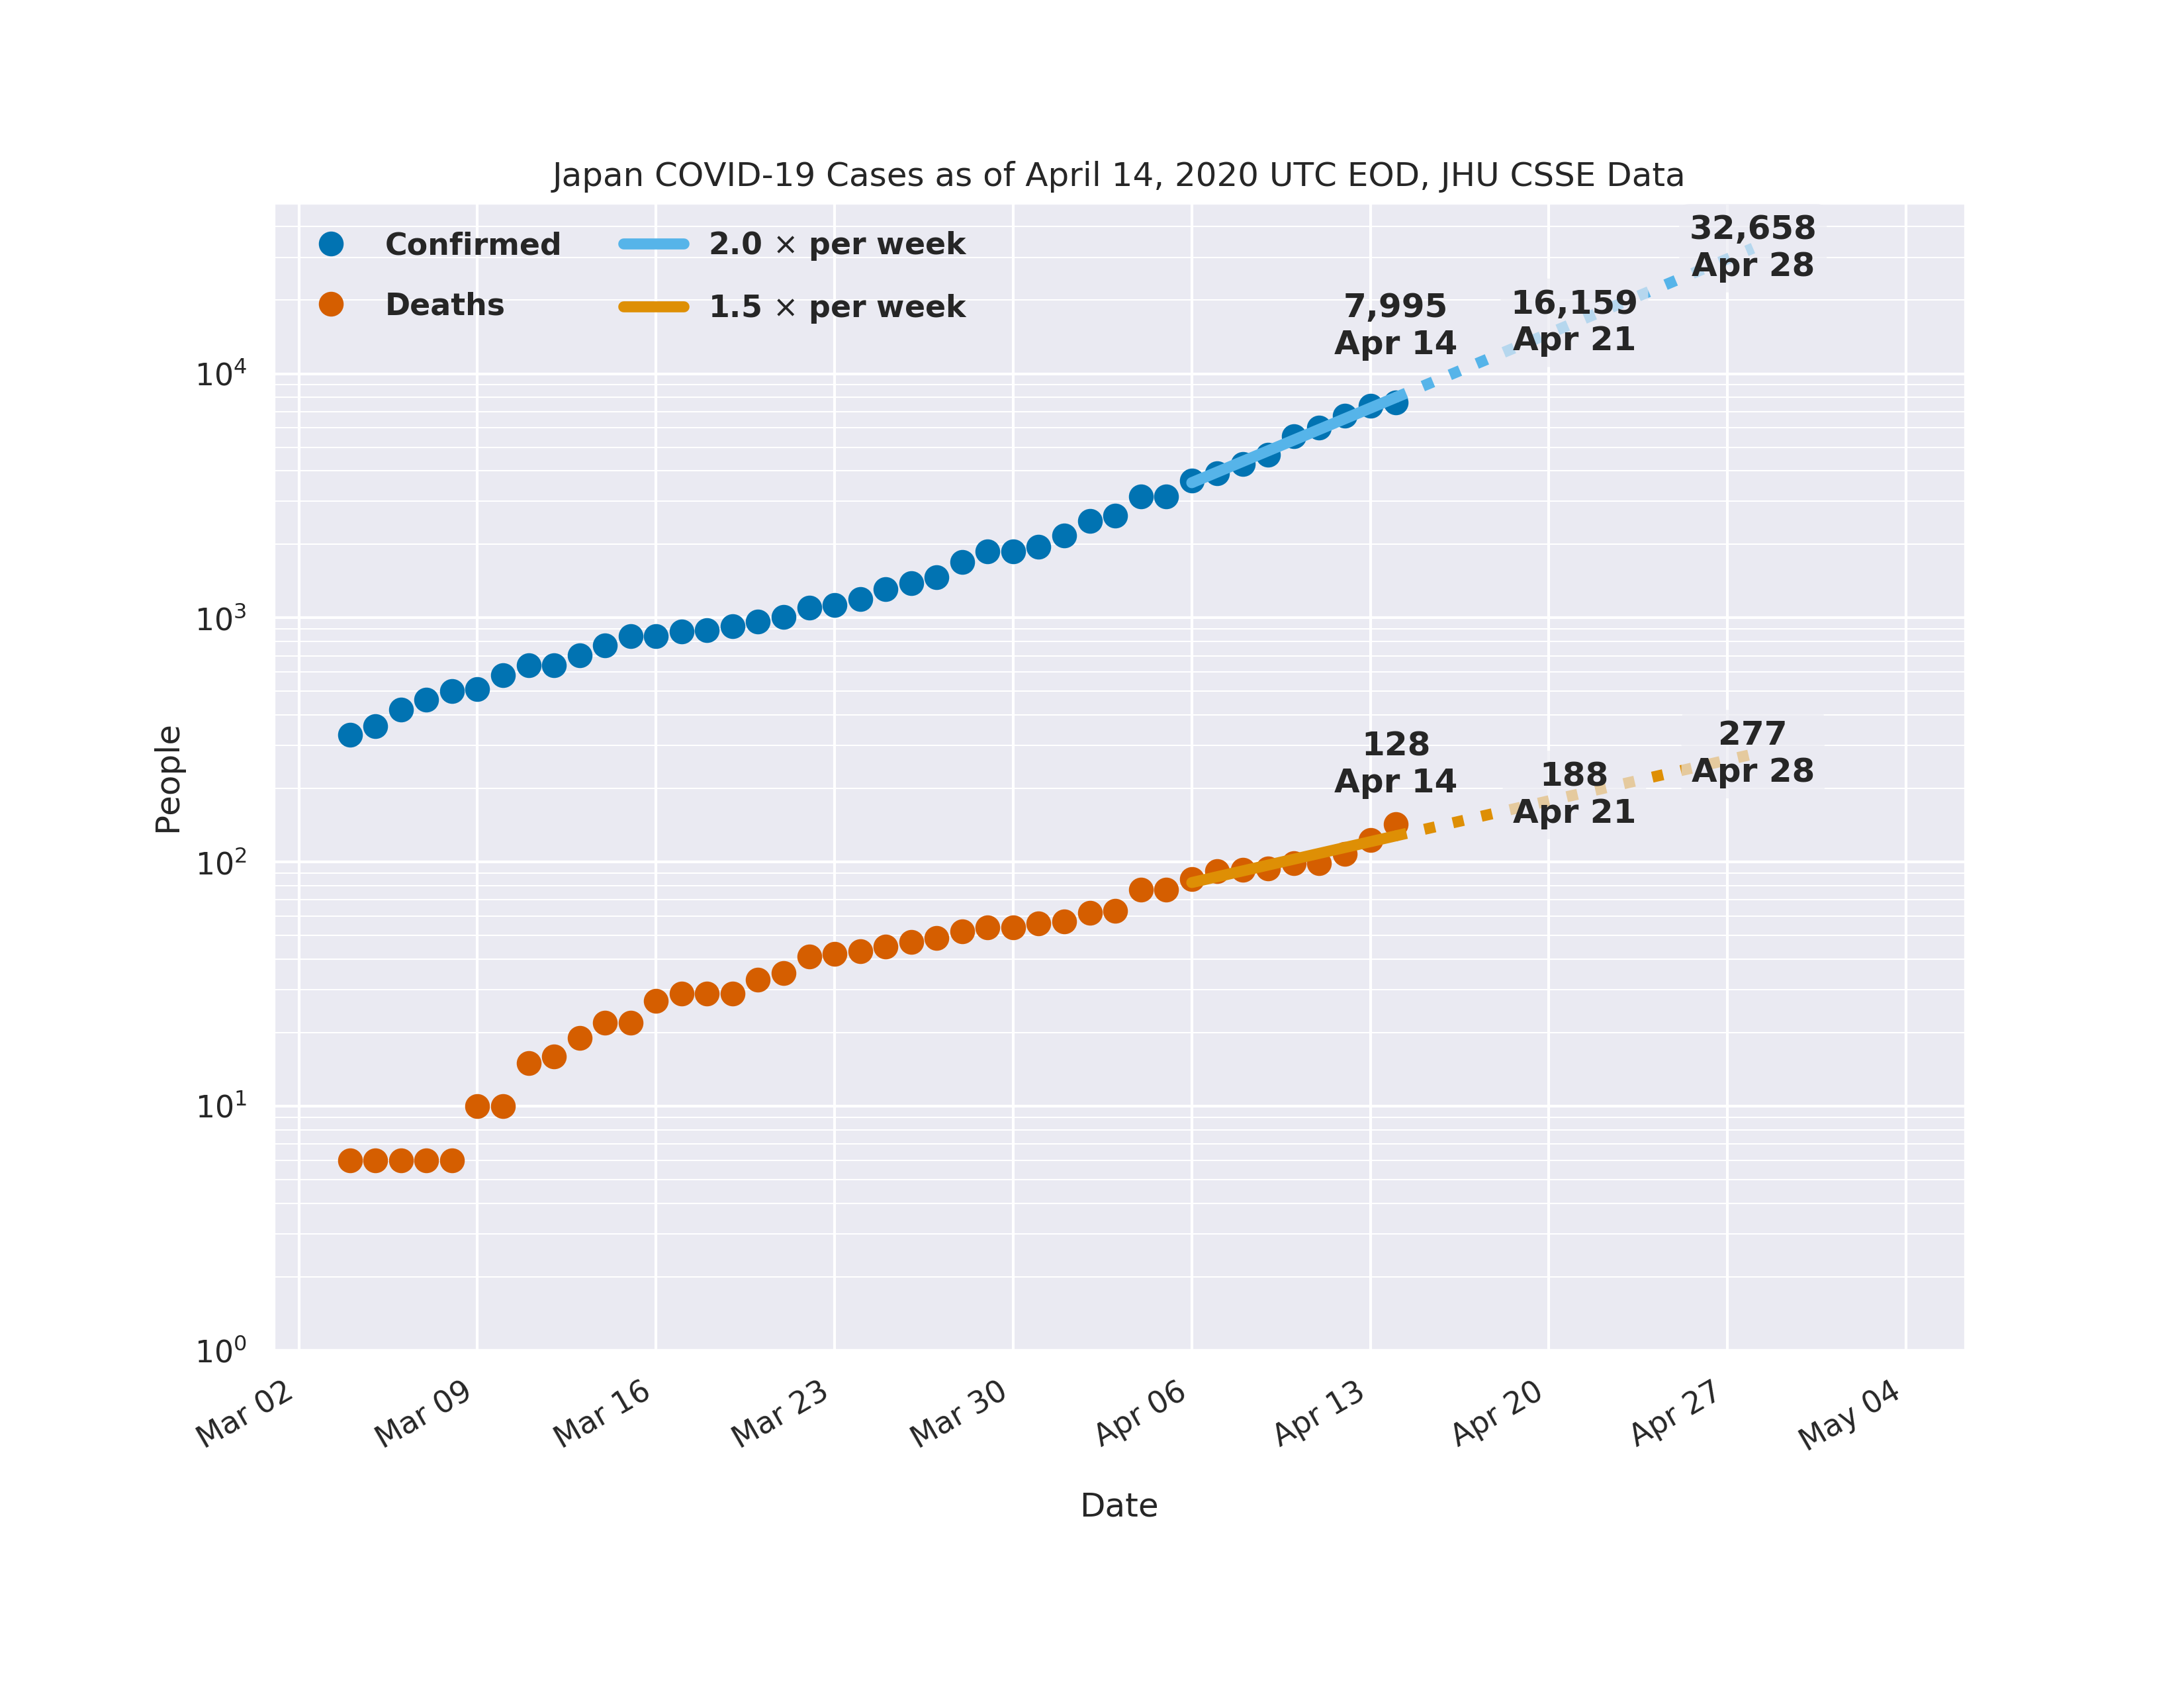 Japan COVID-19 Cases as of April 14, 2020 UTC EOD, JHU CSSE Data
Confirmed
Deaths
2.0 × per week
1.5 × per week
32,658
Apr 28
16,159
Apr 21
7,995
Apr 14
277
Apr 28
188
Apr 21
128
Apr 14
People
10⁴
10³
10²
10¹
10⁰
Mar 02
Mar 09
Mar 16
Mar 23
Mar 30
Apr 06
Apr 13
Apr 20
Apr 27
May 04
Date